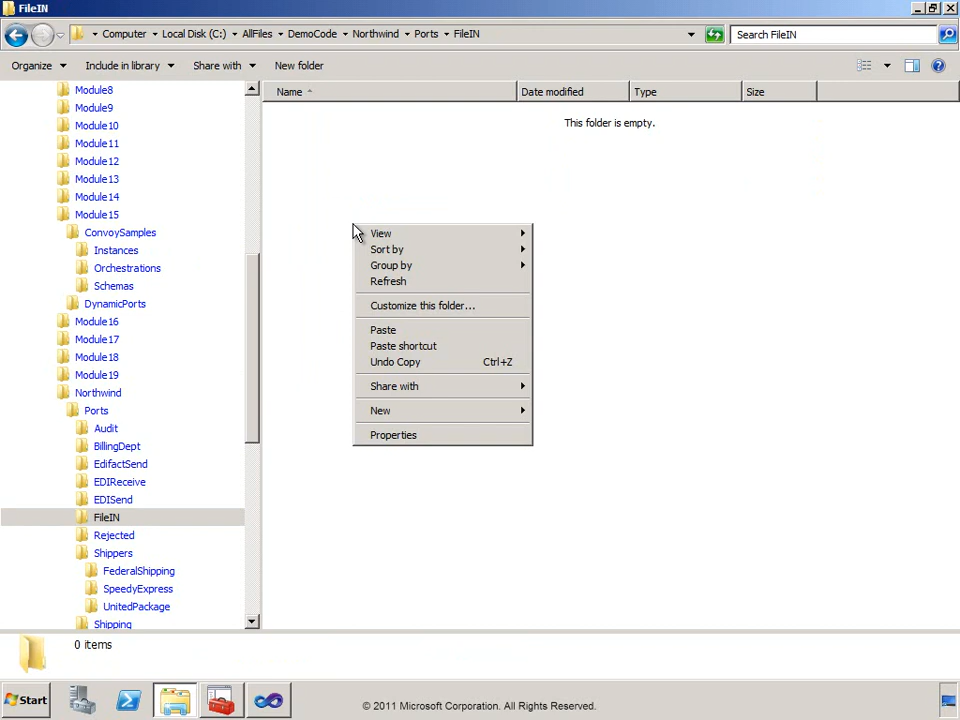 FileIN
Computer Local Disk (C:) AllFiles DemoCode Northwind Ports FileIN
Search FileIN
Organize Include in library Share with New folder
Name Date modified Type Size
This folder is empty.
Module8
Module9
Module10
Module11
Module12
Module13
Module14
Module15
ConvoySamples
Instances
Orchestrations
Schemas
DynamicPorts
Module16
Module17
Module18
Module19
Northwind
Ports
Audit
BillingDept
EdifactSend
EDIReceive
EDISend
FileIN
Rejected
Shippers
FederalShipping
SpeedyExpress
UnitedPackage
Shipping
View
Sort by
Group by
Refresh
Customize this folder...
Paste
Paste shortcut
Undo Copy Ctrl+Z
Share with
New
Properties
0 items
Start
© 2011 Microsoft Corporation. All Rights Reserved.